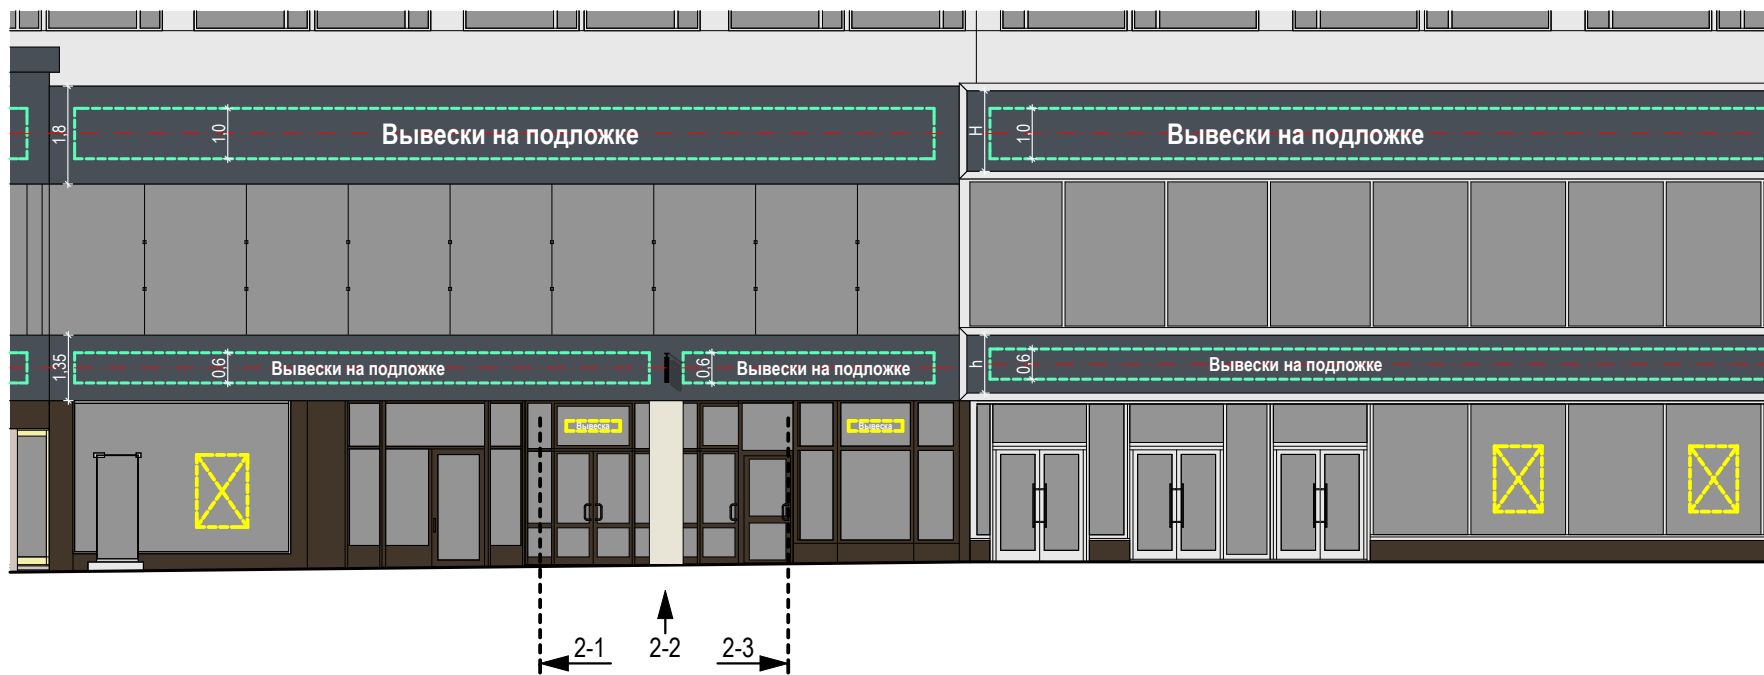 1,8
1,0
Вывески на подложке
H
1,0
Вывески на подложке
1,35
0,6
Вывески на подложке
0,6
Вывески на подложке
h
0,6
Вывески на подложке
Вывеска
Вывеска
2-1
2-2
2-3